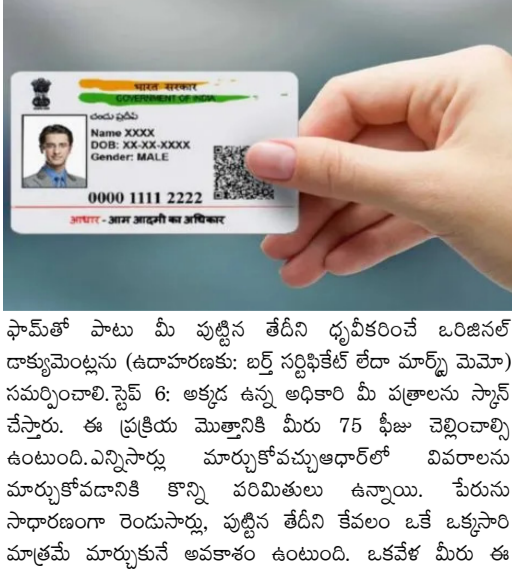 भारत सरकार
GOVERNMENT OF INDIA
చందు ప్రదీప్
Name XXXX
DOB: XX-XX-XXXX
Gender: MALE
0000 1111 2222
आधार - आम आदमी का अधिकार
ఫామ్‌తో పాటు మీ పుట్టిన తేదీని ధృవీకరించే ఒరిజినల్
డాక్యుమెంట్లను (ఉదాహరణకు: బర్త్ సర్టిఫికేట్ లేదా మార్క్స్ మెమో)
సమర్పించాలి.స్టెప్ 6: అక్కడ ఉన్న అధికారి మీ పత్రాలను స్కాన్
చేస్తారు. ఈ ప్రక్రియ మొత్తానికి మీరు 75 ఫీజు చెల్లించాల్సి
ఉంటుంది.ఎన్నిసార్లు మార్చుకోవచ్చుఆధార్‌లో వివరాలను
మార్చుకోవడానికి కొన్ని పరిమితులు ఉన్నాయి. పేరును
సాధారణంగా రెండుసార్లు, పుట్టిన తేదీని కేవలం ఒకే ఒక్కసారి
మాత్రమే మార్చుకునే అవకాశం ఉంటుంది. ఒకవేళ మీరు ఈ